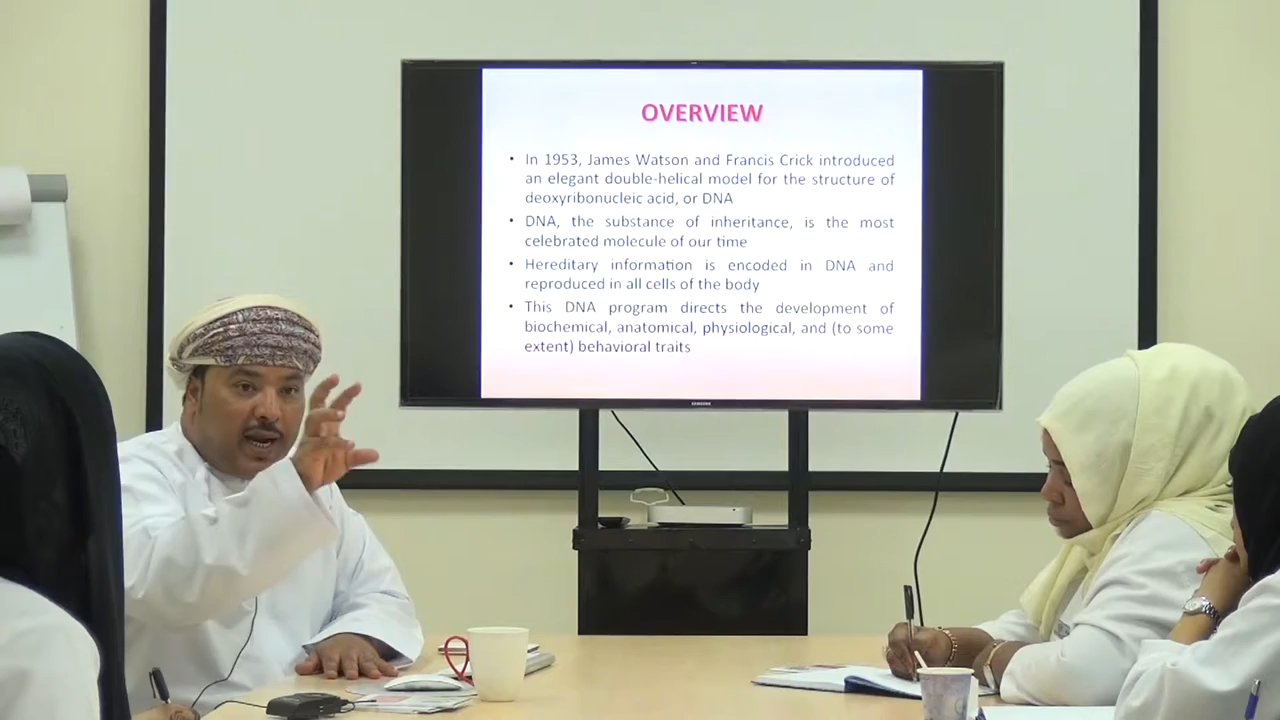 OVERVIEW
• In 1953, James Watson and Francis Crick introduced
an elegant double-helical model for the structure of
deoxyribonucleic acid, or DNA
• DNA, the substance of inheritance, is the most
celebrated molecule of our time
• Hereditary information is encoded in DNA and
reproduced in all cells of the body
• This DNA program directs the development of
biochemical, anatomical, physiological, and (to some
extent) behavioral traits
SAMSUNG